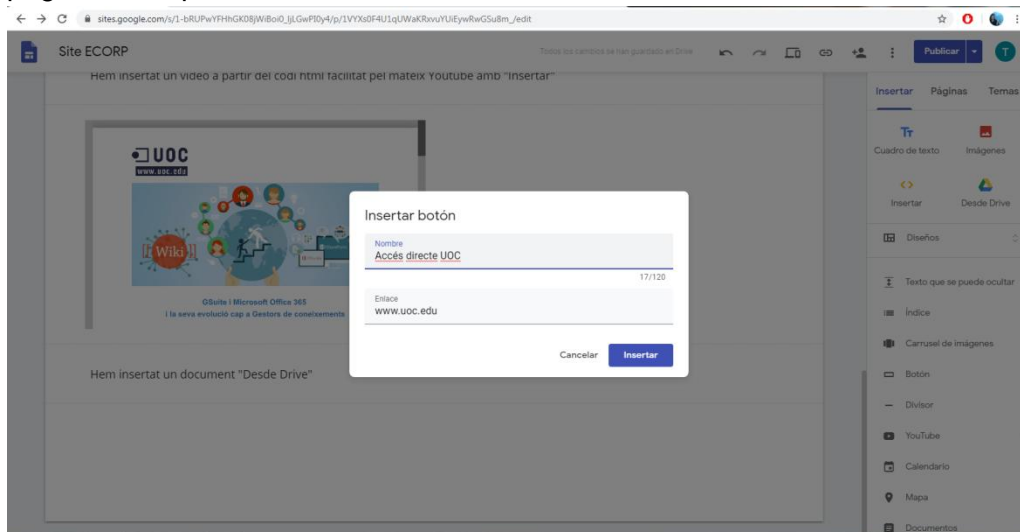 sites.google.com/s/1-bRUPwYFHhGK08jWiBoi0_ljLGwPI0y4/p/1VYXs0F4U1qUWaKRxvuYUiEywRwGSu8m_/edit
Site ECORP
Todos los cambios se han guardado en Drive
Publicar
T
Hem insertat un video a partir del codi html facilitat pel mateix Youtube amb "Insertar"
Insertar Páginas Temas
Tт
Cuadro de texto Imágenes
Insertar Desde Drive
UOC
www.uoc.edu
Wiki
GSuite i Microsoft Office 365
i la seva evolució cap a Gestors de coneixements
Insertar botón
Nombre
Accés directe UOC
17/120
Enlace
www.uoc.edu
Cancelar Insertar
Hem insertat un document "Desde Drive"
Diseños
Texto que se puede ocultar
Índice
Carrusel de imágenes
Botón
Divisor
YouTube
Calendario
Mapa
Documentos